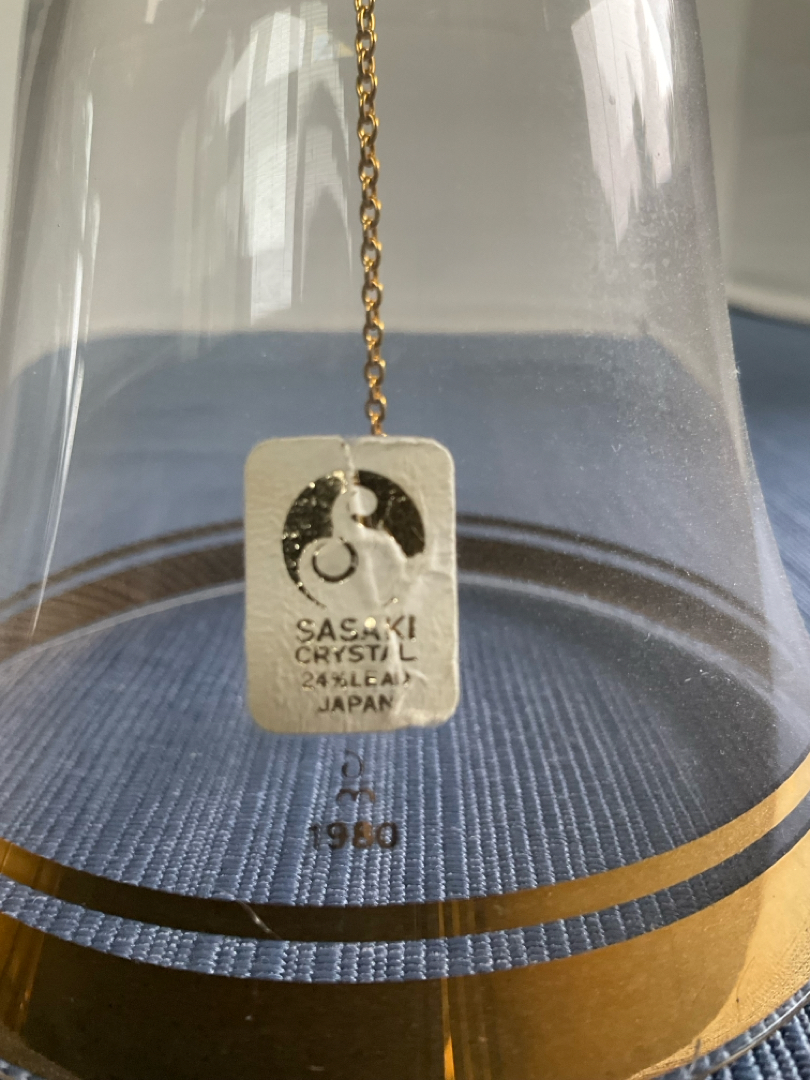 SASAKI
CRYSTAL
24% LEAD
JAPAN
1980